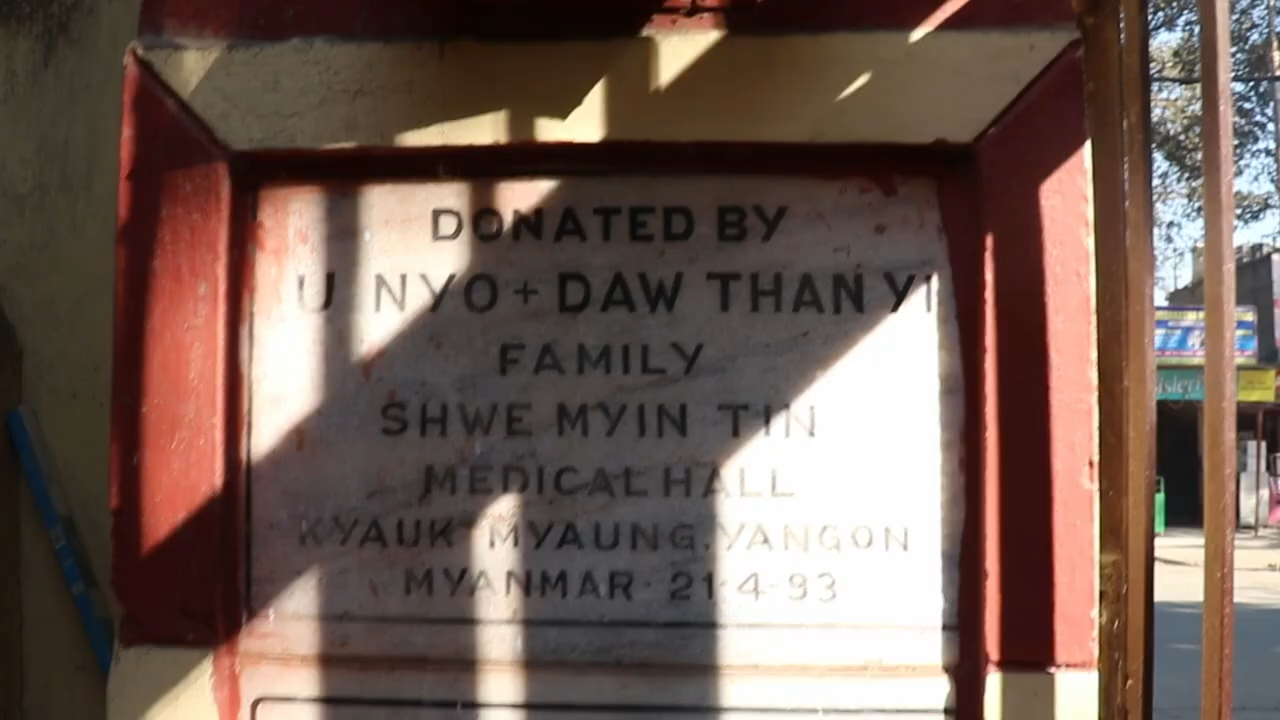 DONATED BY
U NYO + DAW THAN YI
FAMILY
SHWE MYIN TIN
MEDICAL HALL
KYAUK MYAUNG. YANGON
MYANMAR 21-4-93